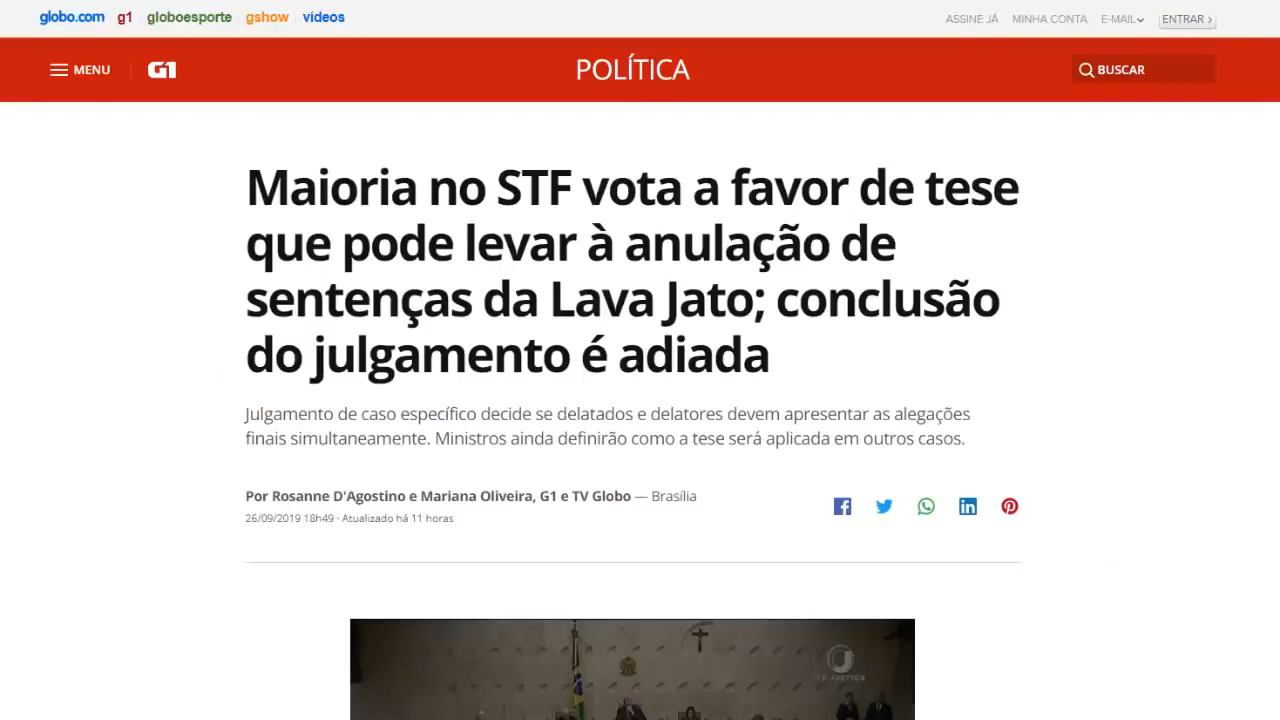 globo.com g1 globoesporte gshow vídeos ASSINE JÁ MINHA CONTA E-MAIL ENTRAR ›
MENU G1 POLÍTICA BUSCAR
Maioria no STF vota a favor de tese
que pode levar à anulação de
sentenças da Lava Jato; conclusão
do julgamento é adiada
Julgamento de caso específico decide se delatados e delatores devem apresentar as alegações
finais simultaneamente. Ministros ainda definirão como a tese será aplicada em outros casos.
Por Rosanne D'Agostino e Mariana Oliveira, G1 e TV Globo — Brasília
26/09/2019 18h49 · Atualizado há 11 horas
TV JUSTIÇA